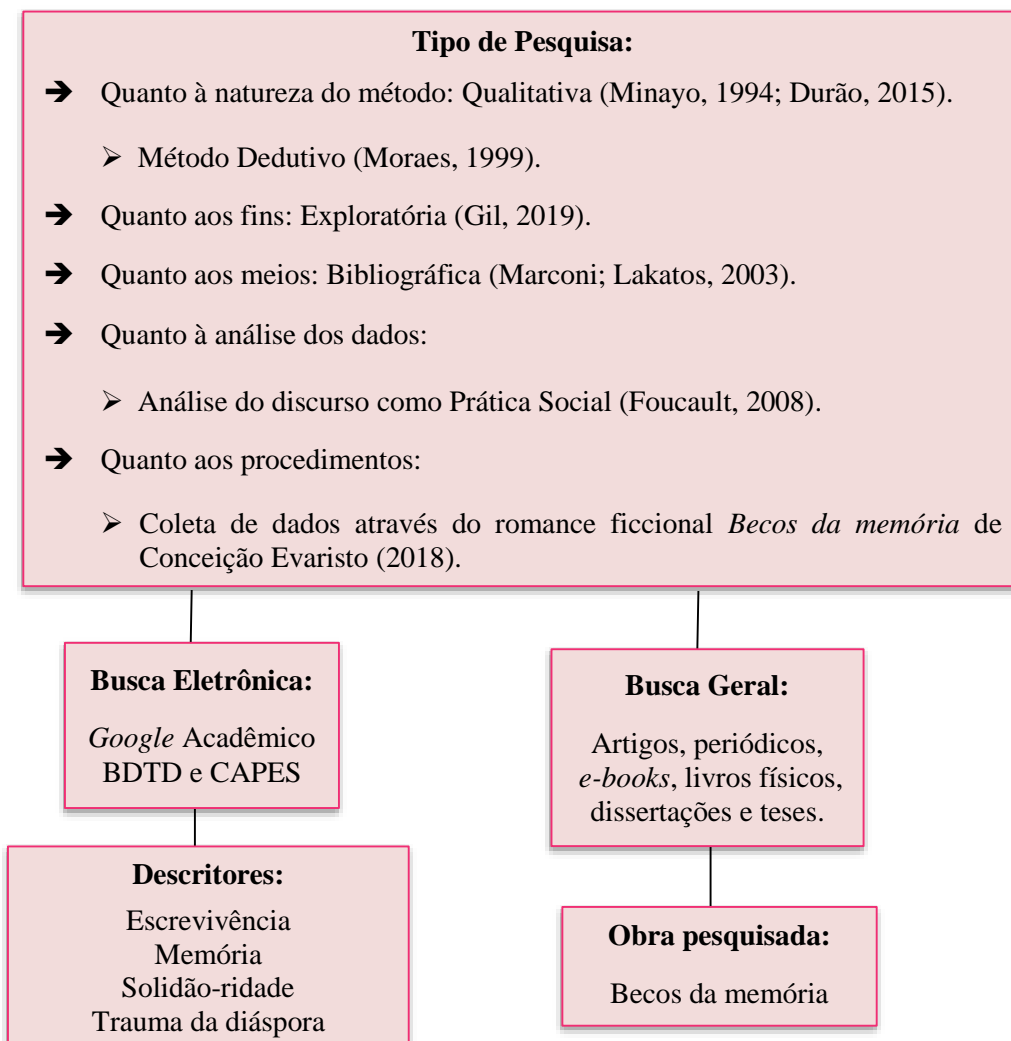 Tipo de Pesquisa:
➔ Quanto à natureza do método: Qualitativa (Minayo, 1994; Durão, 2015).
➢ Método Dedutivo (Moraes, 1999).
➔ Quanto aos fins: Exploratória (Gil, 2019).
➔ Quanto aos meios: Bibliográfica (Marconi; Lakatos, 2003).
➔ Quanto à análise dos dados:
➢ Análise do discurso como Prática Social (Foucault, 2008).
➔ Quanto aos procedimentos:
➢ Coleta de dados através do romance ficcional Becos da memória de
Conceição Evaristo (2018).
Busca Eletrônica:
Google Acadêmico
BDTD e CAPES
Descritores:
Escrevivência
Memória
Solidão-ridade
Trauma da diáspora
Busca Geral:
Artigos, periódicos,
e-books, livros físicos,
dissertações e teses.
Obra pesquisada:
Becos da memória